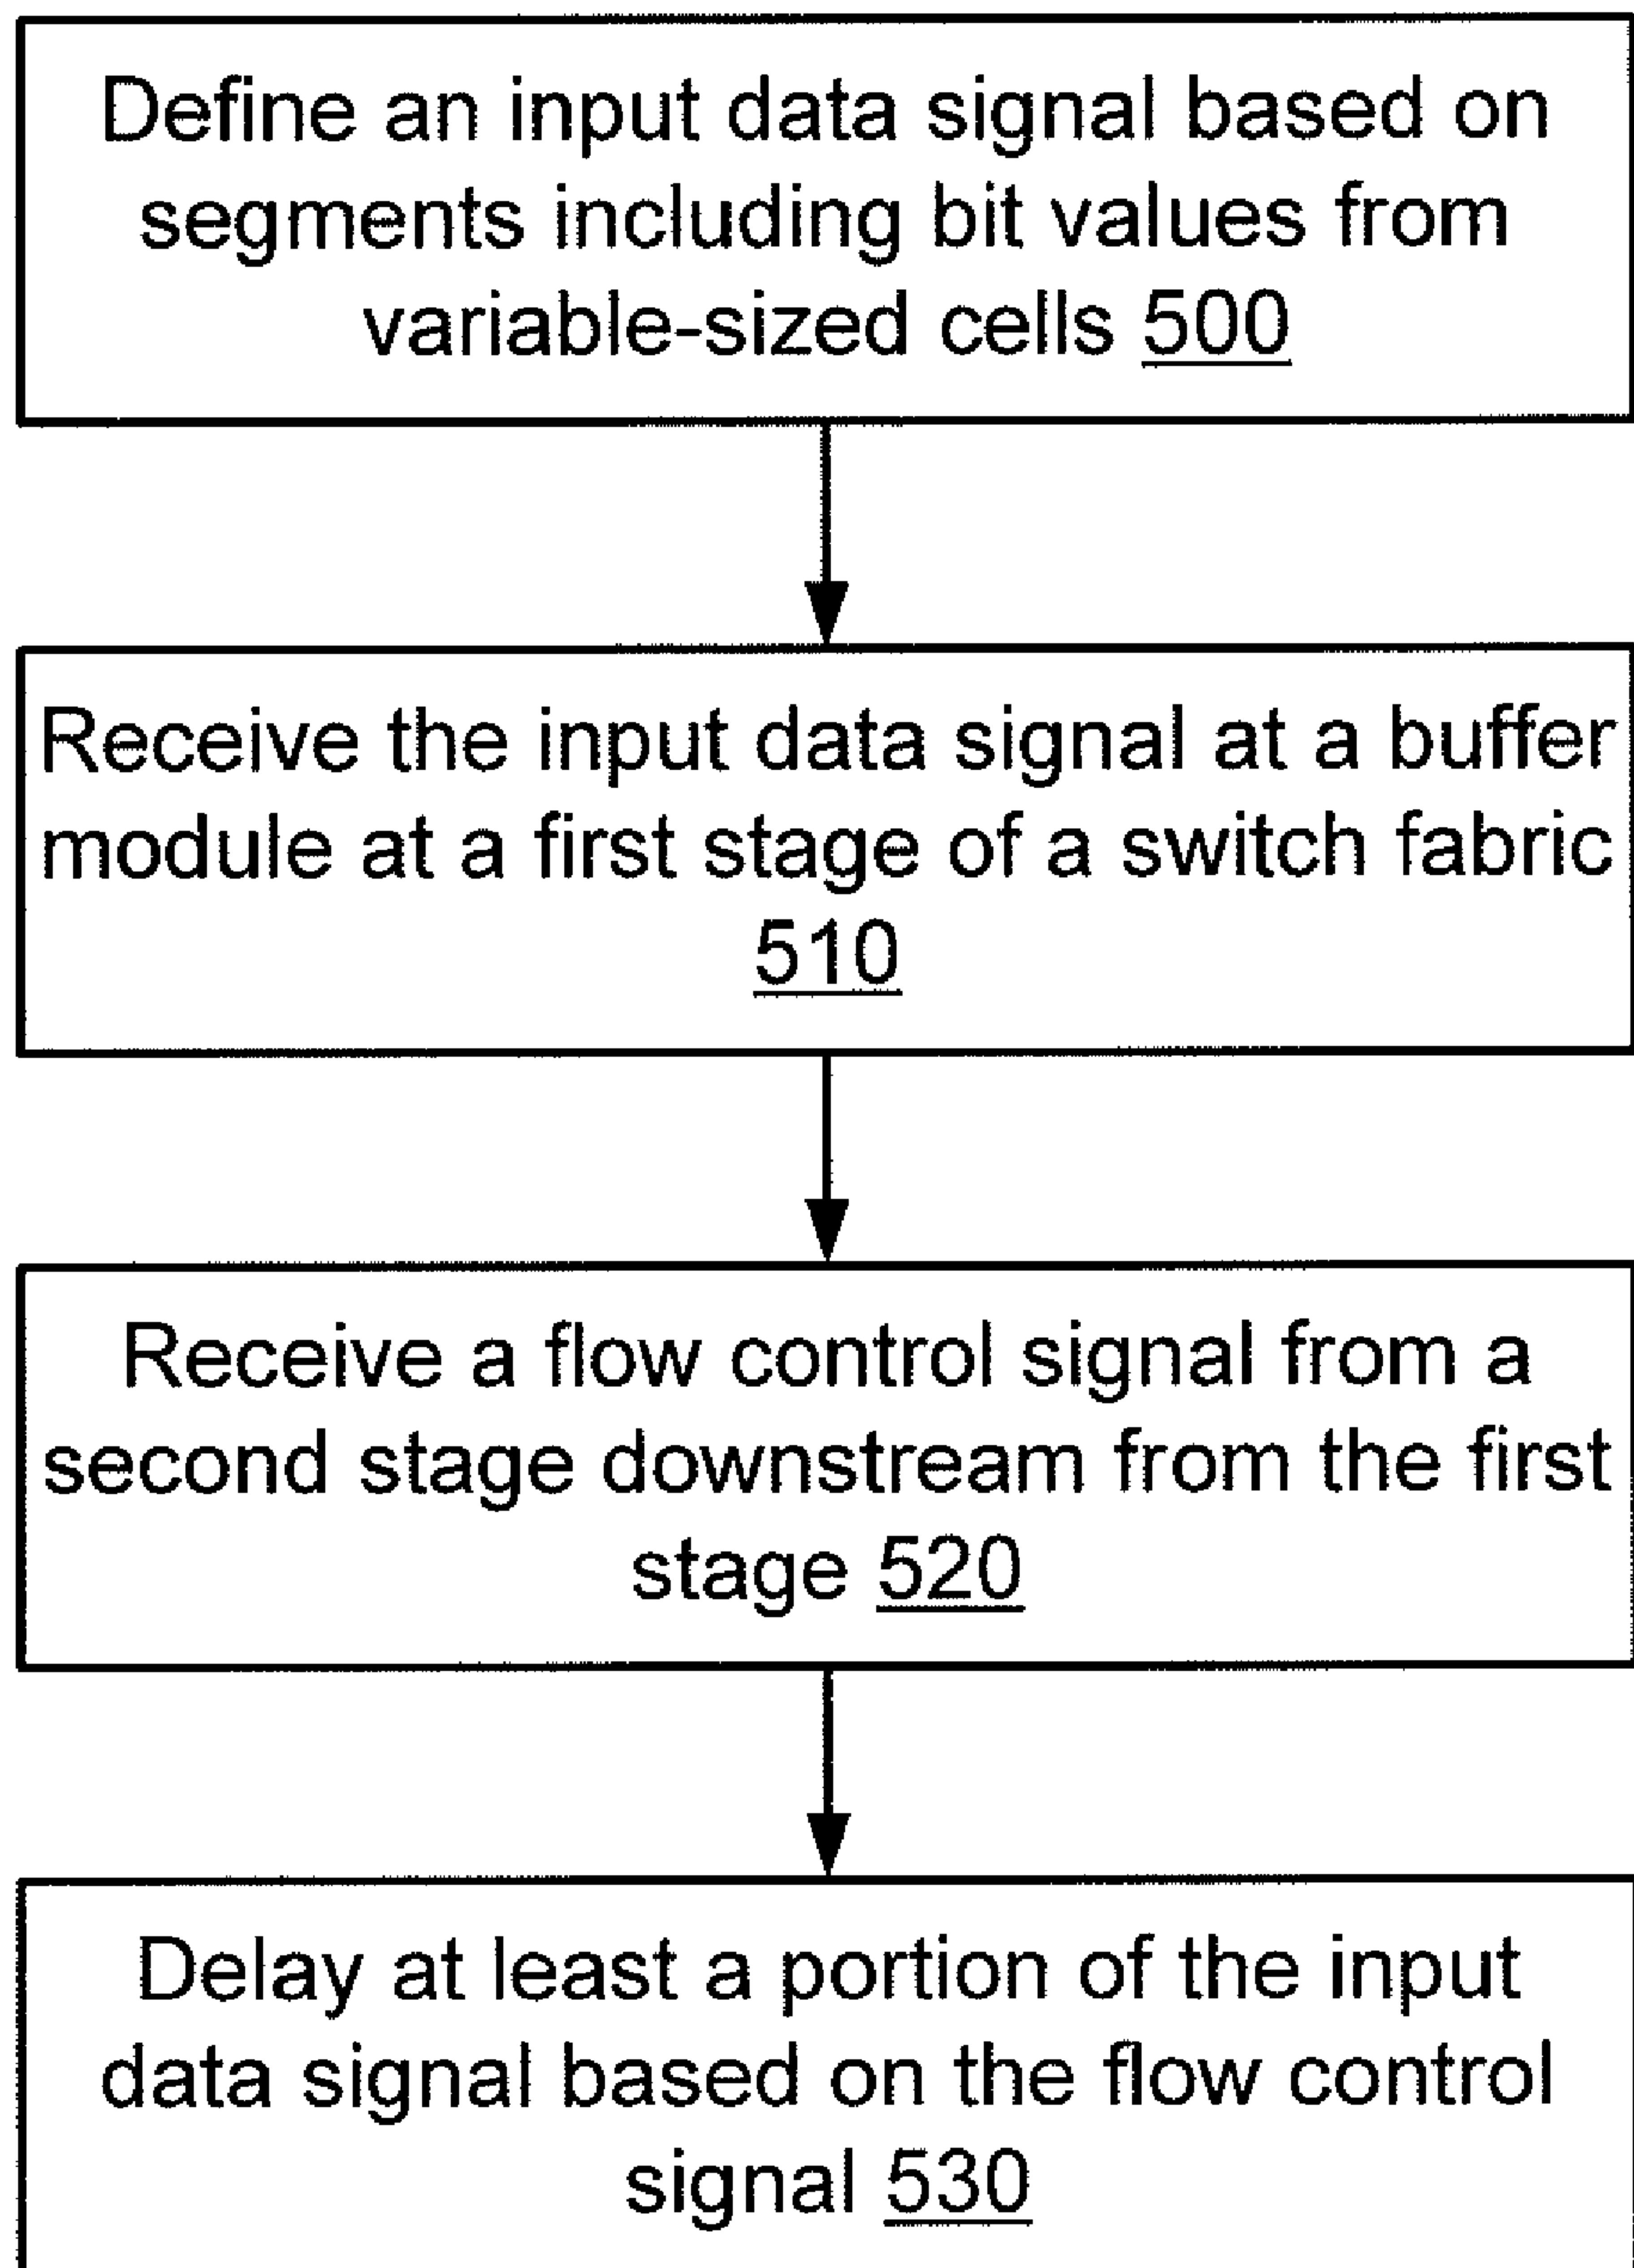 Define an input data signal based on
segments including bit values from
variable-sized cells 500
Receive the input data signal at a buffer
module at a first stage of a switch fabric
510
Receive a flow control signal from a
second stage downstream from the first
stage 520
Delay at least a portion of the input
data signal based on the flow control
signal 530